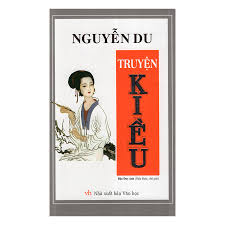 NGUYỄN DU
TRUYỆN
KIỀU
Nhà xuất bản Văn học